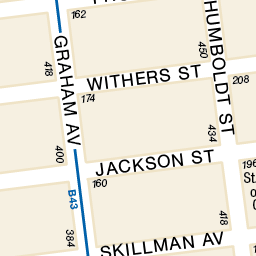 162
HUMBOLDT ST
450
GRAHAM AV
418
WITHERS ST
208
174
434
400
JACKSON ST
196
160
St.
B43
418
384
SKILLMAN AV